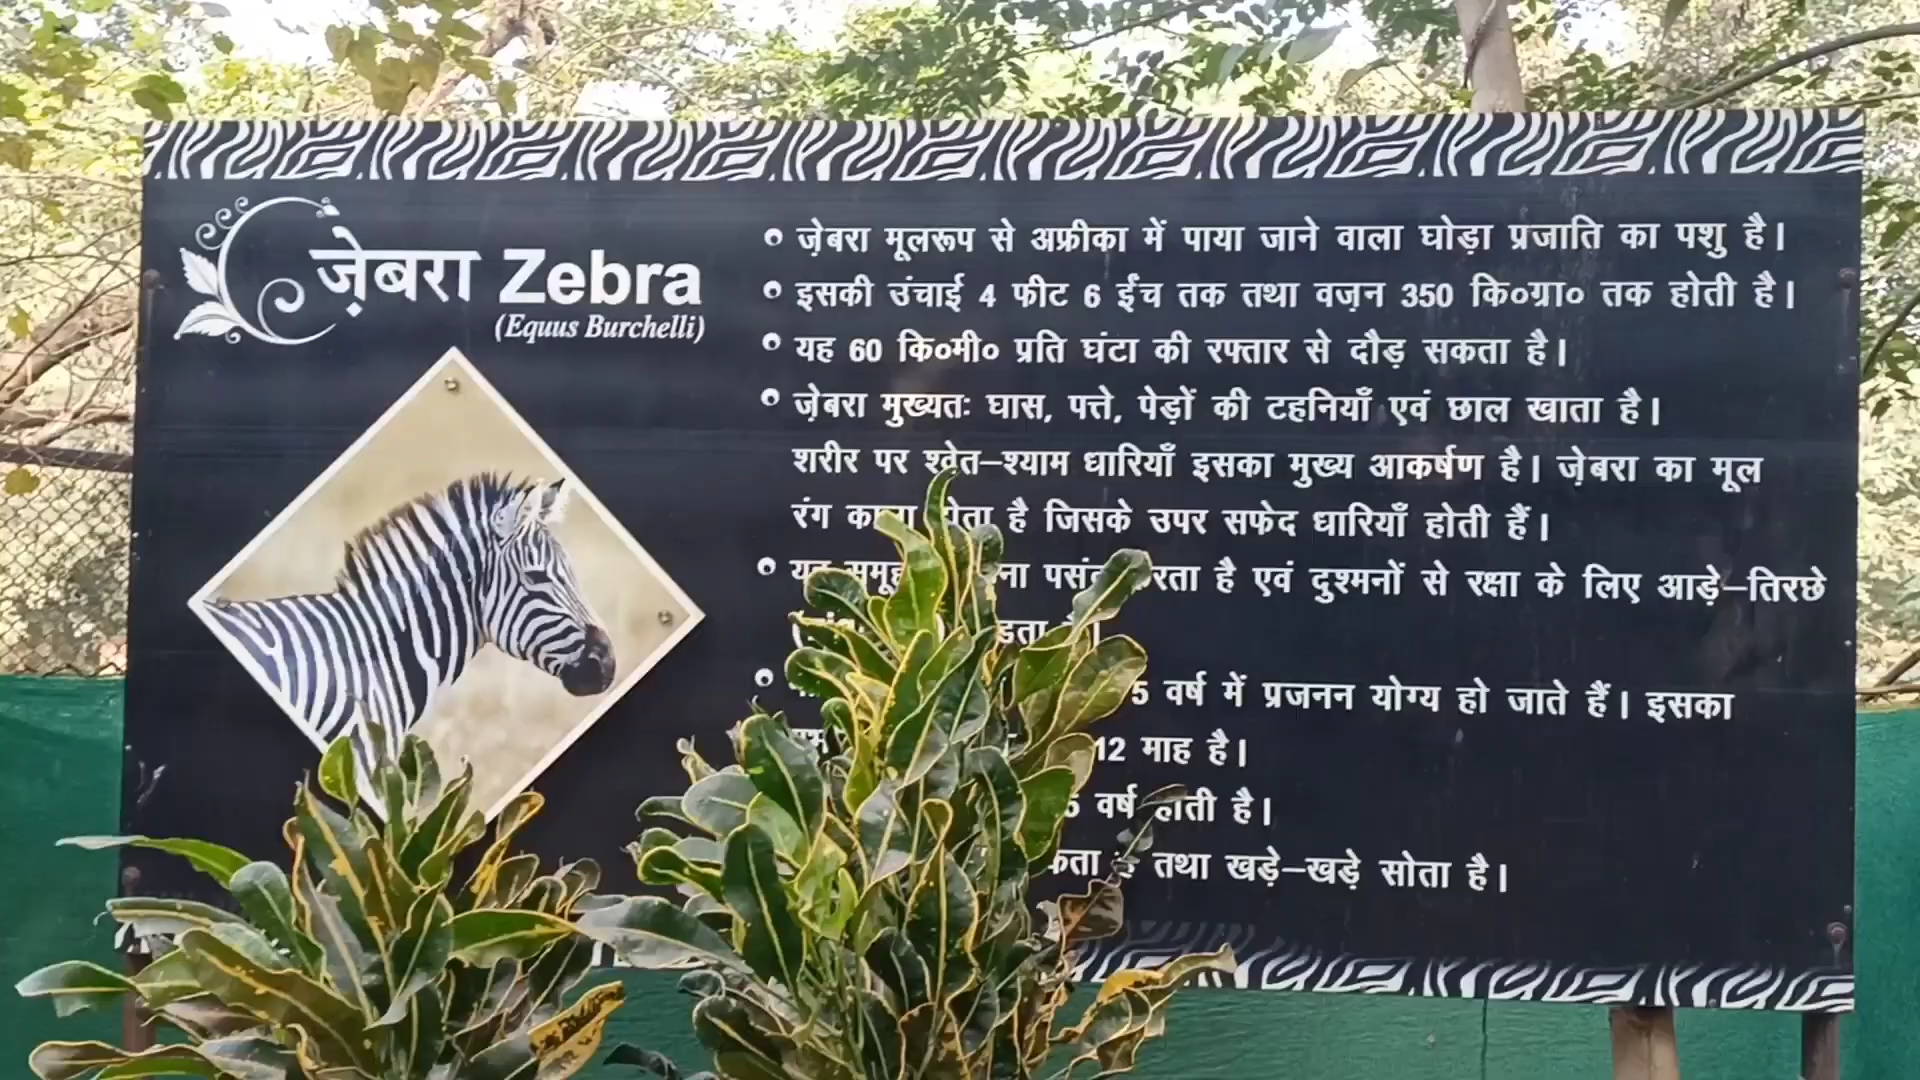 ज़ेबरा Zebra
(Equus Burchelli)
ज़ेबरा मूलरूप से अफ्रीका में पाया जाने वाला घोड़ा प्रजाति का पशु है।
इसकी उंचाई 4 फीट 6 ईंच तक तथा वज़न 350 कि०ग्रा० तक होती है।
यह 60 कि०मी० प्रति घंटा की रफ्तार से दौड़ सकता है।
ज़ेबरा मुख्यतः घास, पत्ते, पेड़ों की टहनियाँ एवं छाल खाता है।
शरीर पर श्वेत–श्याम धारियाँ इसका मुख्य आकर्षण है। ज़ेबरा का मूल
रंग है जिसके उपर सफेद धारियाँ होती हैं।
है एवं दुश्मनों से रक्षा के लिए आड़े–तिरछे
5 वर्ष में प्रजनन योग्य हो जाते हैं। इसका
12 माह है।
वर्ष होती है।
तथा खड़े–खड़े सोता है।